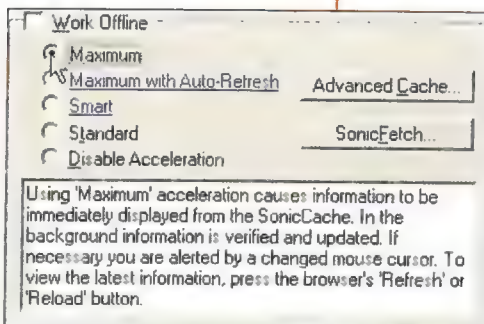 Work Offline
Maximum
Maximum with Auto-Refresh
Advanced Cache...
Smart
Standard
SonicFetch...
Disable Acceleration
Using 'Maximum' acceleration causes information to be
immediately displayed from the SonicCache. In the
background information is verified and updated. If
necessary you are alerted by a changed mouse cursor. To
view the latest information, press the browser's 'Refresh' or
'Reload' button.